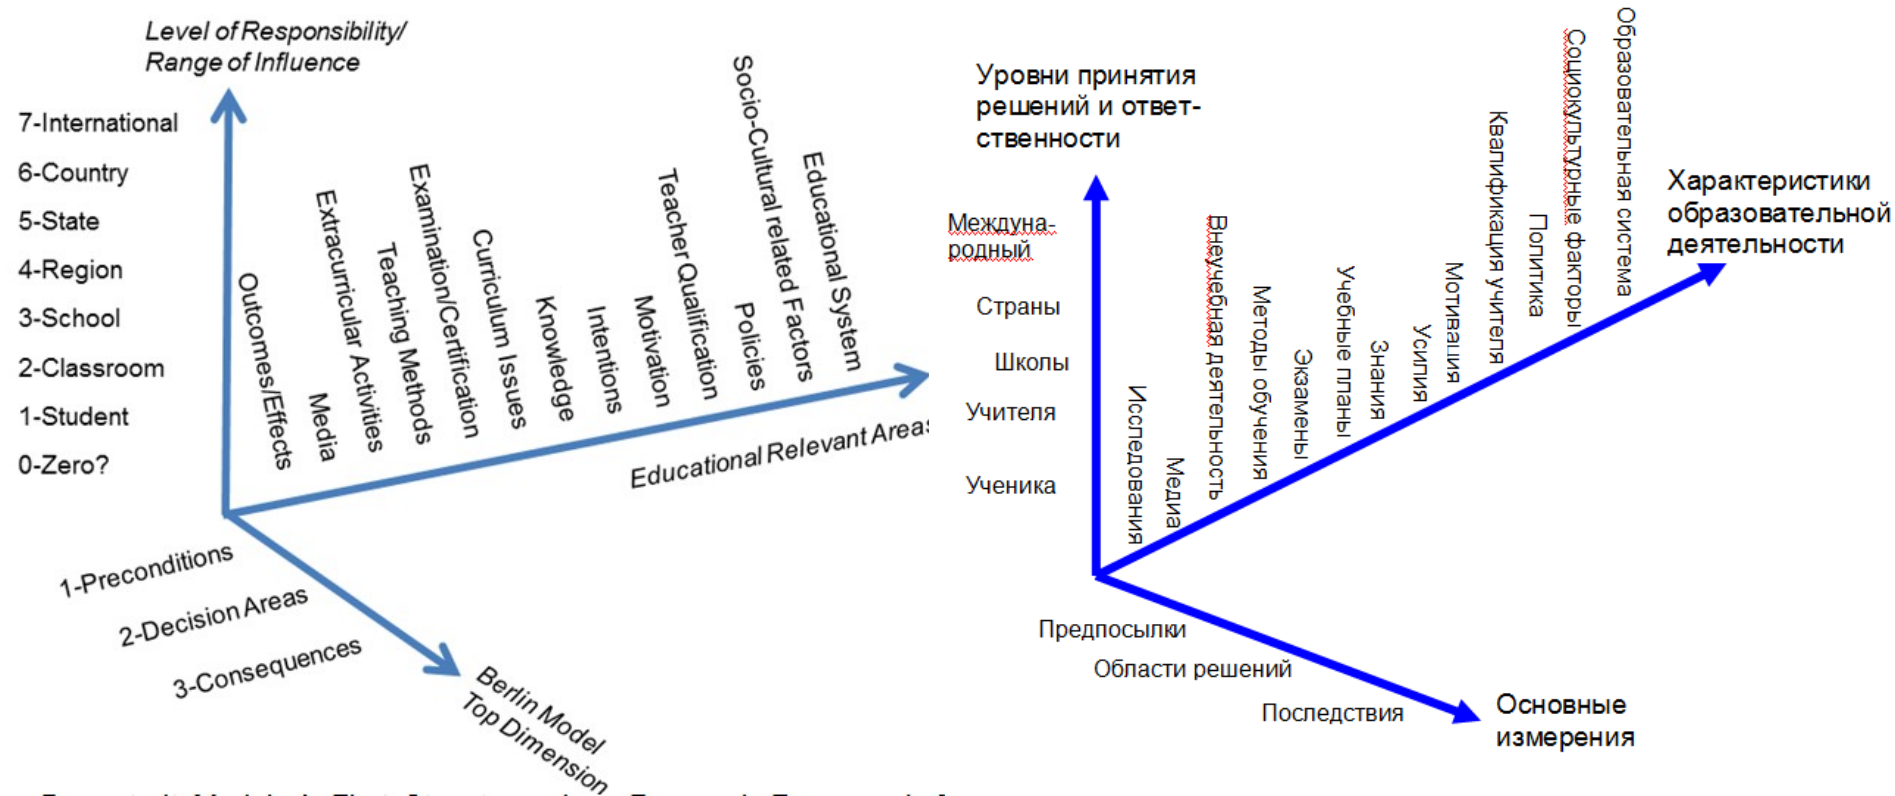 Level of Responsibility/
Range of Influence
7-International
6-Country
5-State
4-Region
3-School
2-Classroom
1-Student
0-Zero?
Outcomes/Effects
Media
Extracurricular Activities
Teaching Methods
Examination/Certification
Curriculum Issues
Knowledge
Intentions
Motivation
Teacher Qualification
Policies
Socio-Cultural related Factors
Educational System
Educational Relevant Areas
1-Preconditions
2-Decision Areas
3-Consequences
Berlin Model
Top Dimension
Уровни принятия
решений и ответ-
ственности
Междуна-
родный
Страны
Школы
Учителя
Ученика
Исследования
Медиа
Внеучебная деятельность
Методы обучения
Экзамены
Учебные планы
Знания
Усилия
Мотивация
Квалификация учителя
Политика
Социокультурные факторы
Образовательная система
Характеристики
образовательной
деятельности
Предпосылки
Области решений
Последствия
Основные
измерения